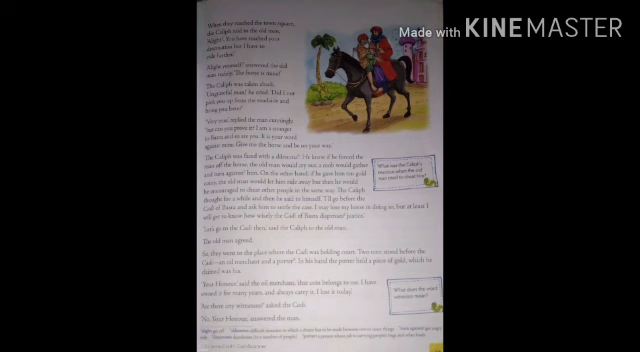 Made with KINEMASTER
When they reached the town square,
the Caliph said to the old man,
'Alight¹. You have reached your
destination but I have to
ride further.'
'Alight yourself!' answered the old
man rudely. 'The horse is mine!'
The Caliph was taken aback.
'Ungrateful man!' he cried. 'Did I not
pick you up from the roadside and
bring you here?'
'Very true,' replied the man cunningly,
'but can you prove it? I am a stranger
to Basra and so are you. It is your word
against mine. Give me the horse and be on your way.'
The Caliph was faced with a dilemma². He knew if he forced the
man off the horse, the old man would cry out, a mob would gather
and turn against³ him. On the other hand, if he gave him ten gold
coins, the old man would let him ride away but then he would
be encouraged to cheat other people in the same way. The Caliph
thought for a while and then he said to himself, 'I'll go before the
Cadi of Basra and ask him to settle the case. I may lose my horse in doing so, but at least I
will get to know how wisely the Cadi of Basra dispenses⁴ justice.'
What was the Caliph's
reaction when the old
man tried to cheat him?
'Let's go to the Cadi then,' said the Caliph to the old man.
The old man agreed.
So, they went to the place where the Cadi was holding court. Two men stood before the
Cadi—an oil merchant and a porter⁵. In his hand the porter held a piece of gold, which he
claimed was his.
'Your Honour,' said the oil merchant, 'that coin belongs to me. I have
owned it for many years, and always carry it. I lost it today.'
'Are there any witnesses?' asked the Cadi.
'No, Your Honour,' answered the man.
What does the word
witnesses mean?